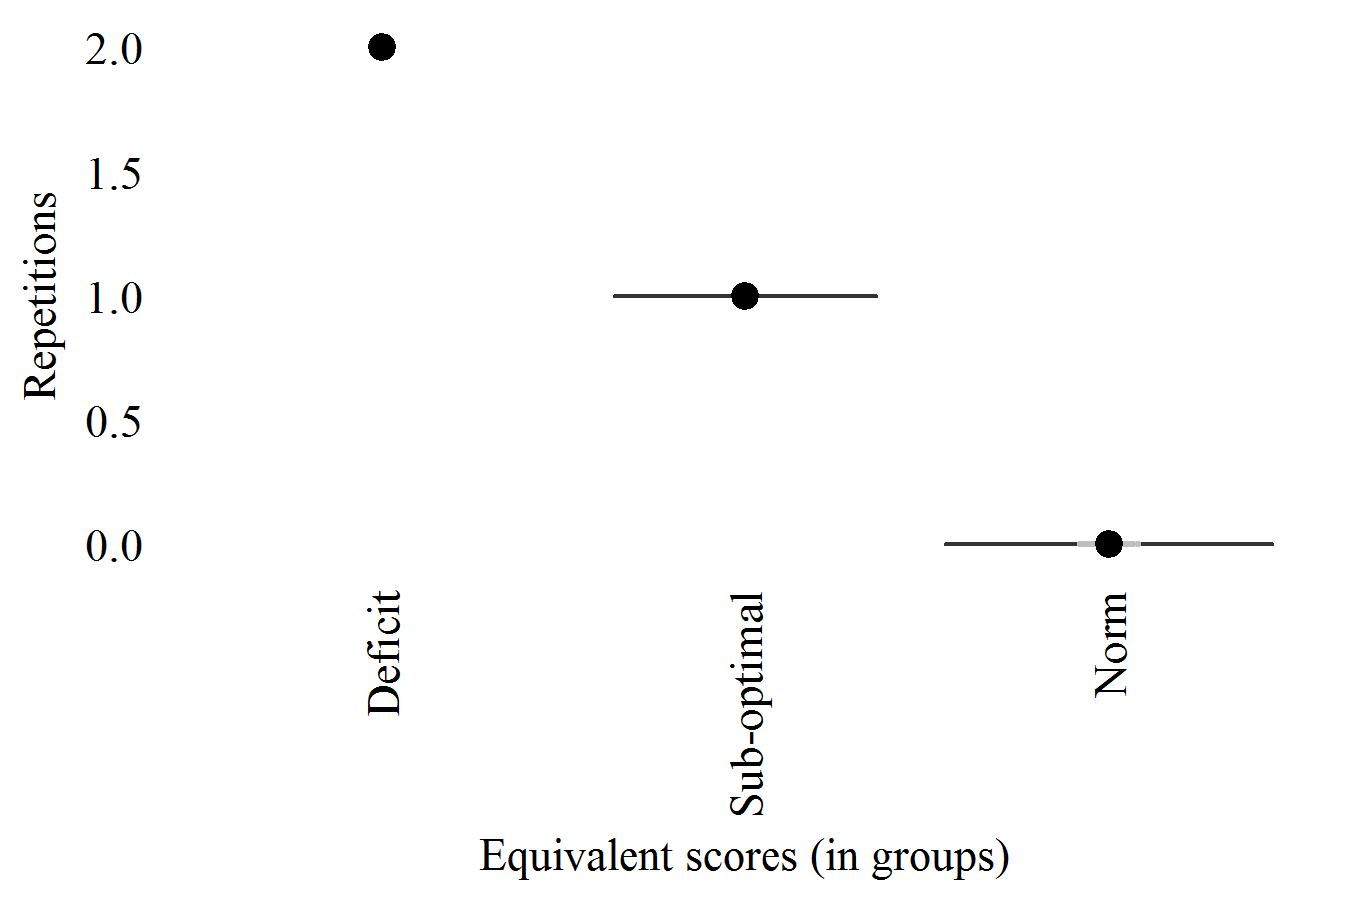 2.0
1.5
1.0
0.5
0.0
Repetitions
Deficit
Sub-optimal
Norm
Equivalent scores (in groups)